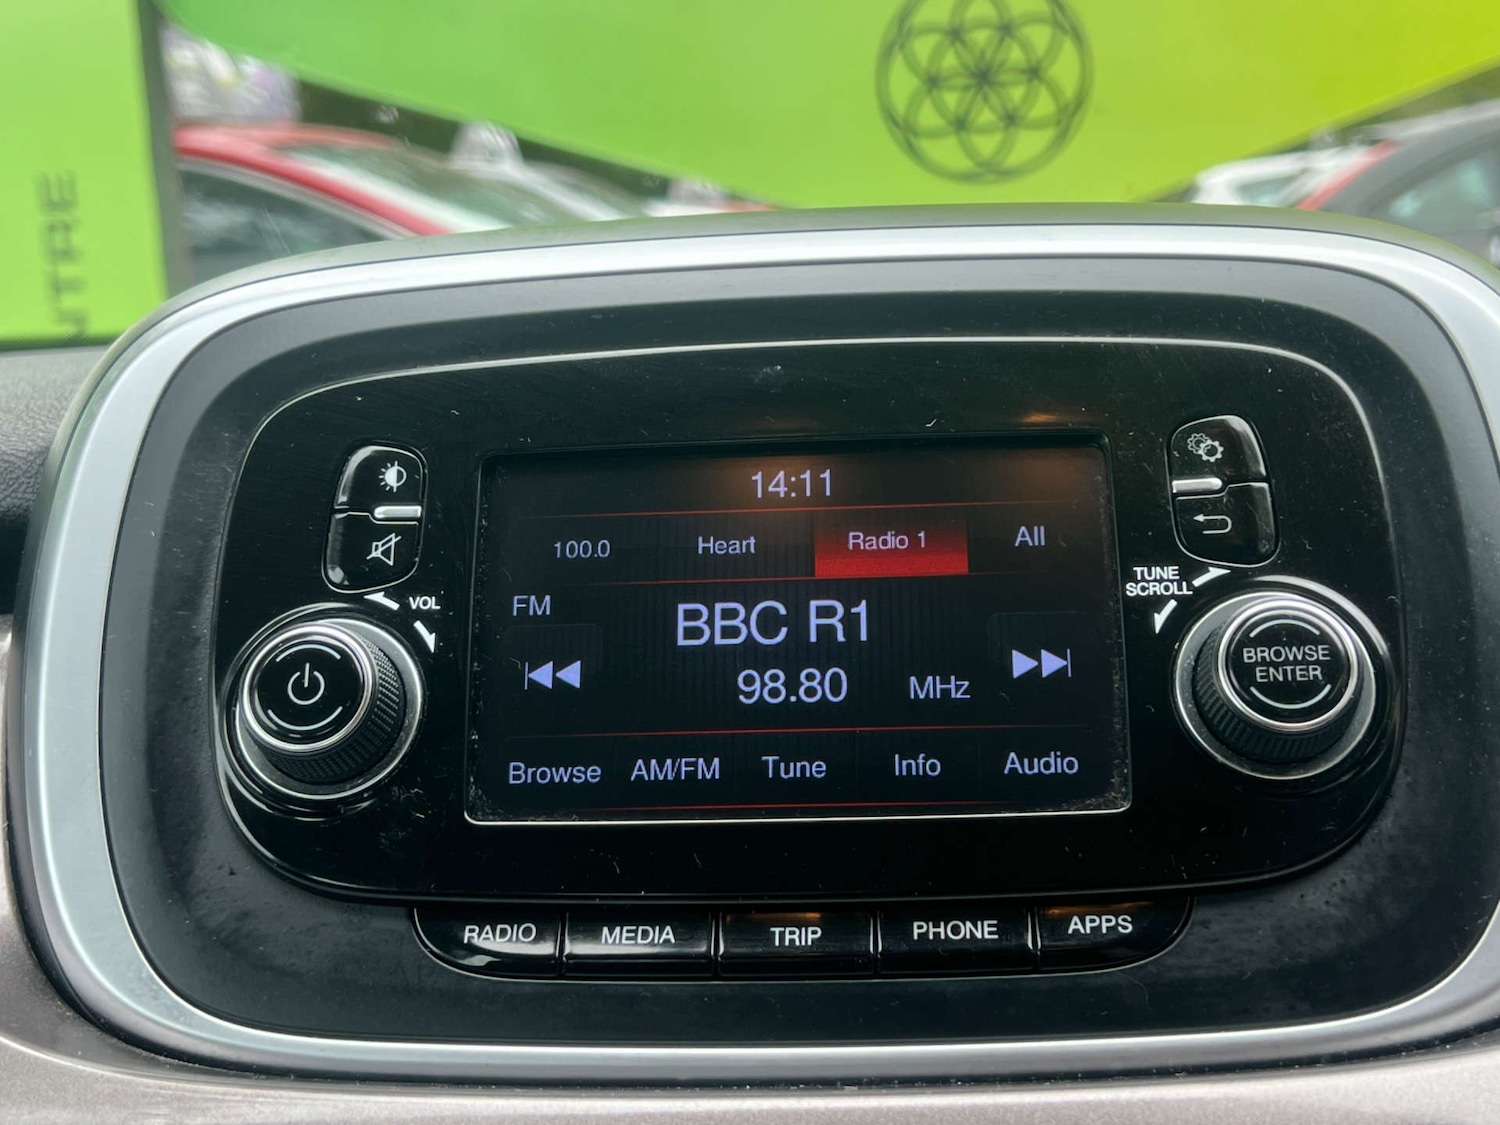 NTRE
14:11
100.0 Heart Radio 1 All
FM
BBC R1
98.80 MHz
Browse AM/FM Tune Info Audio
VOL
TUNE
SCROLL
BROWSE
ENTER
RADIO MEDIA TRIP PHONE APPS